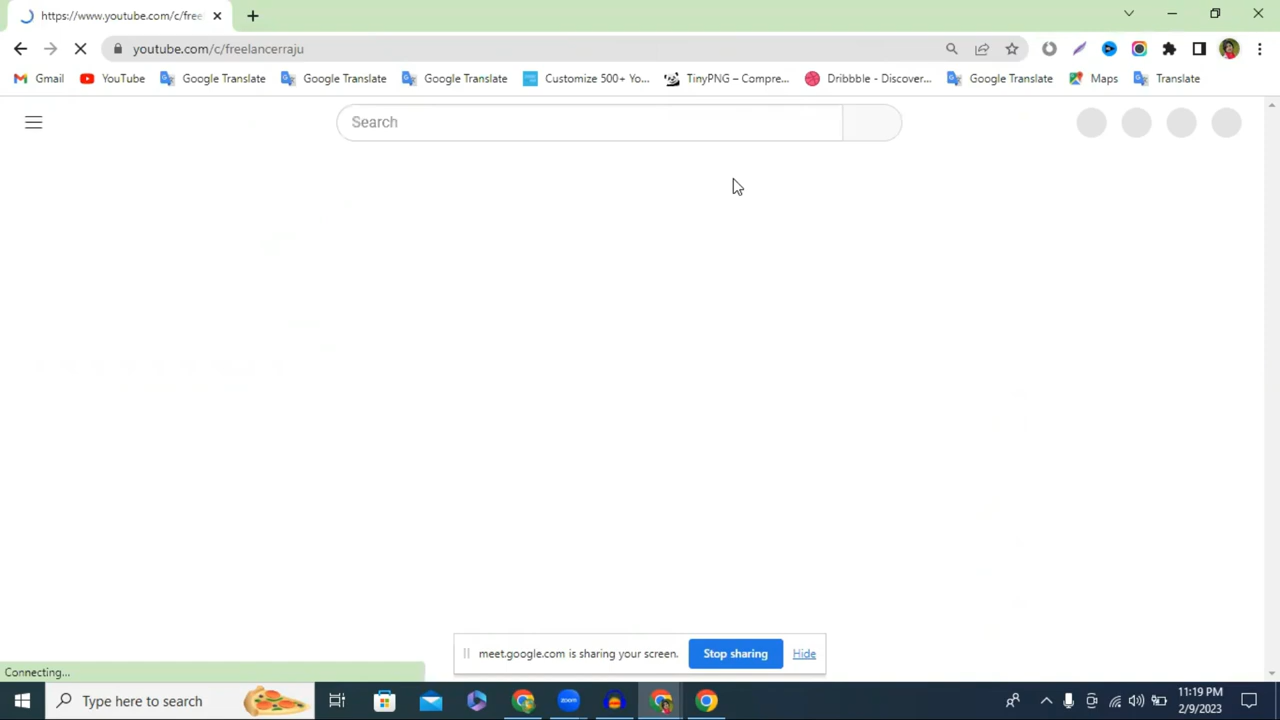 https://www.youtube.com/c/free
youtube.com/c/freelancerraju
Gmail YouTube Google Translate Google Translate Google Translate Customize 500+ Yo... TinyPNG – Compre... Dribbble - Discover... Google Translate Maps Translate
Search
meet.google.com is sharing your screen. Stop sharing Hide
Connecting...
Type here to search zoom 11:19 PM
2/9/2023